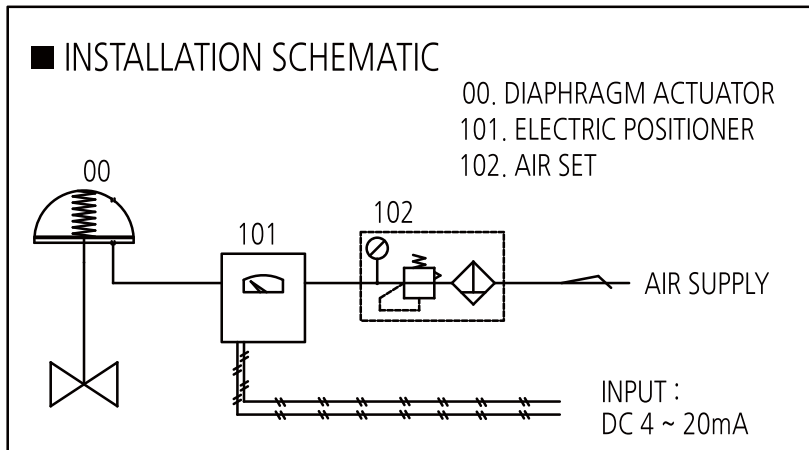 ■ INSTALLATION SCHEMATIC
00. DIAPHRAGM ACTUATOR
101. ELECTRIC POSITIONER
102. AIR SET
00
101
102
AIR SUPPLY
INPUT :
DC 4 ~ 20mA